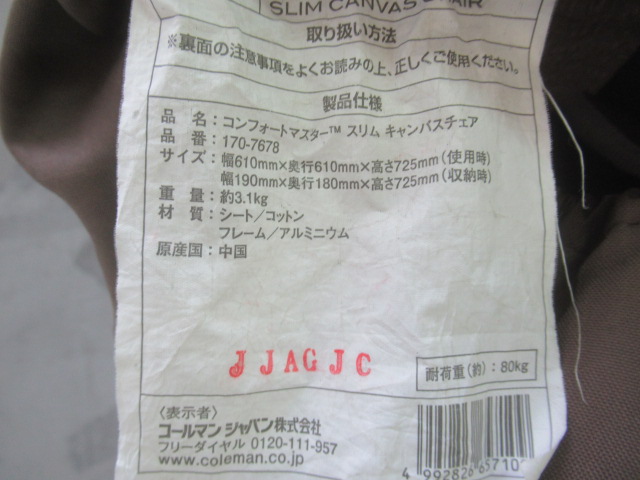 SLIM CANVAS CHAIR
取り扱い方法
※裏面の注意事項をよくお読みの上、正しくご使用ください。
製品仕様
品 名：コンフォートマスター™ スリム キャンバスチェア
品 番：170-7678
サイズ：幅610mm×奥行610mm×高さ725mm（使用時）
幅190mm×奥行180mm×高さ725mm（収納時）
重 量：約3.1kg
材 質：シート／コットン
フレーム／アルミニウム
原産国：中国
J J AG J C
耐荷重（約）：80kg
〈表示者〉
コールマン ジャパン株式会社
フリーダイヤル 0120-111-957
www.coleman.co.jp
4 992826 65710